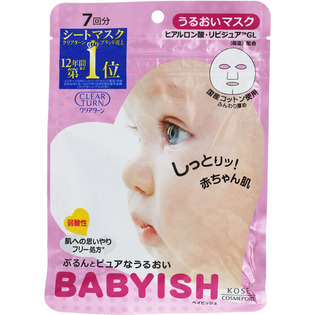 7回分
シートマスク
クリアターン ブランド売上
12年間
第1位
CLEAR
TURN
クリアターン
うるおいマスク
ヒアルロン酸・リピジュア®GL
(保湿)配合
国産コットン使用
ふんわり厚め
しっとりッ!
赤ちゃん肌
弱酸性
肌への思いやり
フリー処方
ぷるんとピュアなうるおい
BABYISH
ベイビッシュ
KOSÉ
COSMEPORT